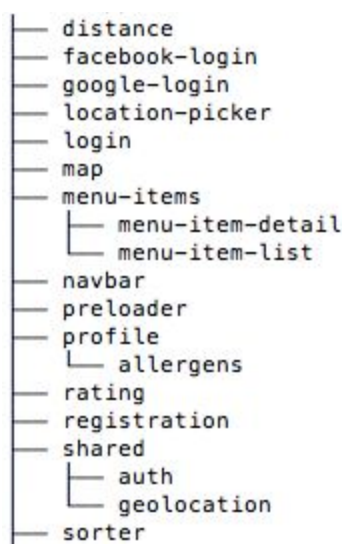 distance
facebook-login
google-login
location-picker
login
map
menu-items
menu-item-detail
menu-item-list
navbar
preloader
profile
allergens
rating
registration
shared
auth
geolocation
sorter